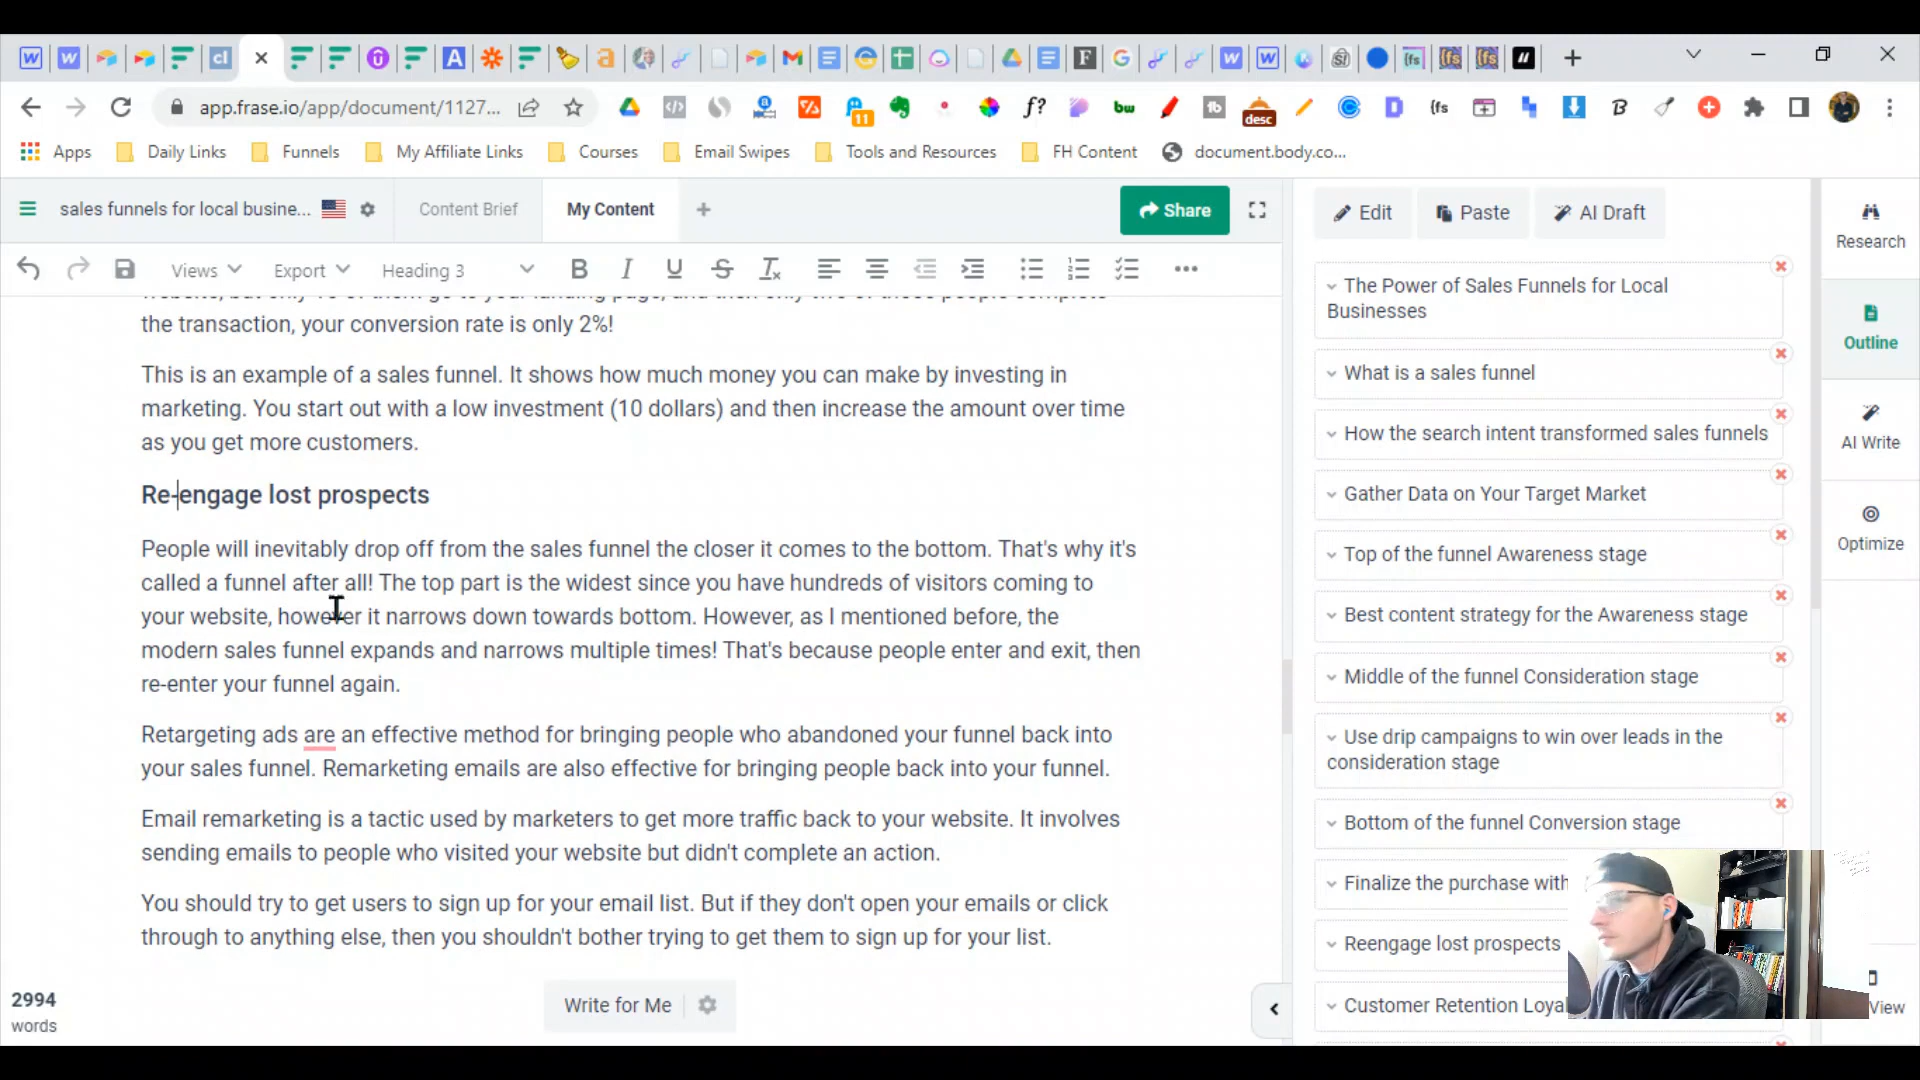 app.frase.io/app/document/1127...
11
desc
Apps
Daily Links
Funnels
My Affiliate Links
Courses
Email Swipes
Tools and Resources
FH Content
document.body.co...
sales funnels for local busine...
Content Brief
My Content
Share
Edit
Paste
AI Draft
Research
Views
Export
Heading 3
the transaction, your conversion rate is only 2%!
This is an example of a sales funnel. It shows how much money you can make by investing in
marketing. You start out with a low investment (10 dollars) and then increase the amount over time
as you get more customers.
Re-engage lost prospects
People will inevitably drop off from the sales funnel the closer it comes to the bottom. That's why it's
called a funnel after all! The top part is the widest since you have hundreds of visitors coming to
your website, however it narrows down towards bottom. However, as I mentioned before, the
modern sales funnel expands and narrows multiple times! That's because people enter and exit, then
re-enter your funnel again.
Retargeting ads are an effective method for bringing people who abandoned your funnel back into
your sales funnel. Remarketing emails are also effective for bringing people back into your funnel.
Email remarketing is a tactic used by marketers to get more traffic back to your website. It involves
sending emails to people who visited your website but didn't complete an action.
You should try to get users to sign up for your email list. But if they don't open your emails or click
through to anything else, then you shouldn't bother trying to get them to sign up for your list.
2994
words
Write for Me
The Power of Sales Funnels for Local
Businesses
What is a sales funnel
How the search intent transformed sales funnels
Gather Data on Your Target Market
Top of the funnel Awareness stage
Best content strategy for the Awareness stage
Middle of the funnel Consideration stage
Use drip campaigns to win over leads in the
consideration stage
Bottom of the funnel Conversion stage
Finalize the purchase with
Reengage lost prospects
Customer Retention Loyal
Outline
AI Write
Optimize
View